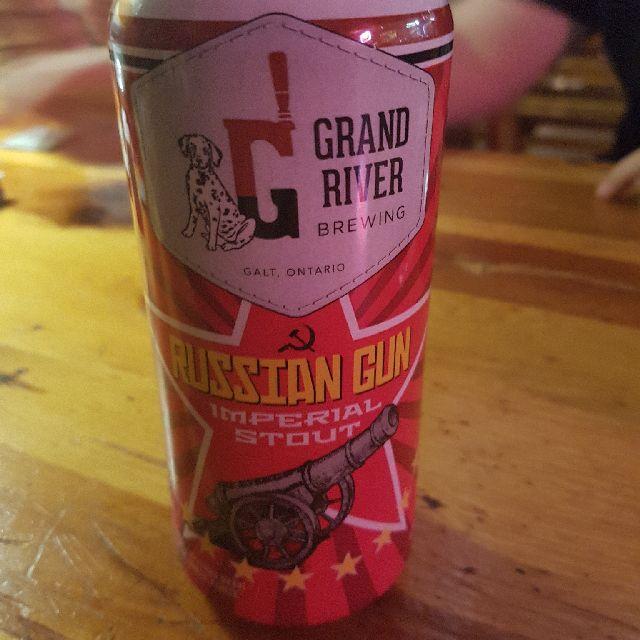 G
GRAND
RIVER
BREWING
GALT, ONTARIO
RUSSIAN GUN
IMPERIAL
STOUT